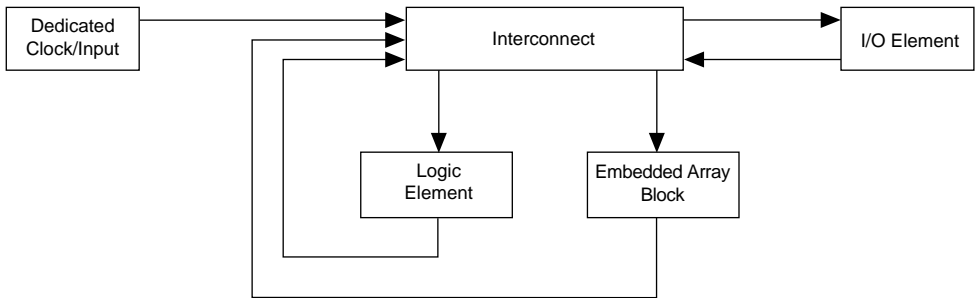 Dedicated
Clock/Input
Interconnect
I/O Element
Logic
Element
Embedded Array
Block